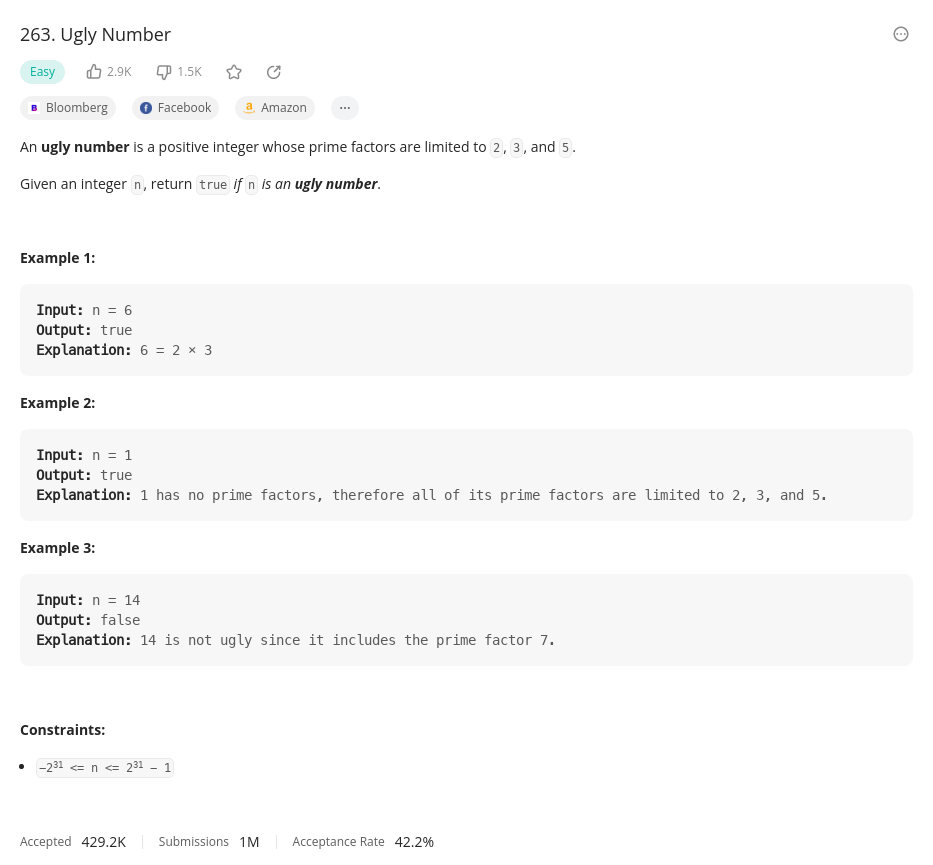 263. Ugly Number
Easy 2.9K 1.5K
B Bloomberg f Facebook a Amazon ...
An ugly number is a positive integer whose prime factors are limited to 2, 3, and 5.
Given an integer n, return true if n is an ugly number.
Example 1:
Input: n = 6
Output: true
Explanation: 6 = 2 × 3
Example 2:
Input: n = 1
Output: true
Explanation: 1 has no prime factors, therefore all of its prime factors are limited to 2, 3, and 5.
Example 3:
Input: n = 14
Output: false
Explanation: 14 is not ugly since it includes the prime factor 7.
Constraints:
• −2³¹ <= n <= 2³¹ − 1
Accepted 429.2K Submissions 1M Acceptance Rate 42.2%